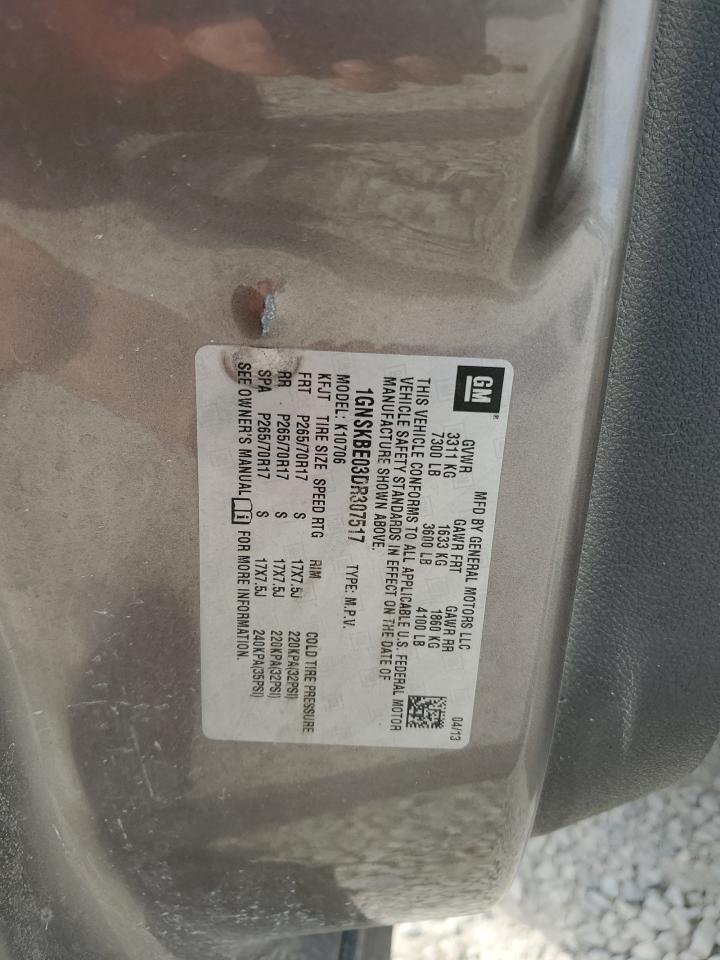 GM
®
MFD BY GENERAL MOTORS LLC
04/13
GVWR GAWR FRT GAWR RR
3311 KG 1633 KG 1860 KG
7300 LB 3600 LB 4100 LB
THIS VEHICLE CONFORMS TO ALL APPLICABLE U.S. FEDERAL MOTOR
VEHICLE SAFETY STANDARDS IN EFFECT ON THE DATE OF
MANUFACTURE SHOWN ABOVE.
1GNSKBE03DR307517 TYPE: M.P.V.
MODEL: K10706
KFJT TIRE SIZE SPEED RTG RIM COLD TIRE PRESSURE
FRT P265/70R17 S 17X7.5J 220KPA(32PSI)
RR P265/70R17 S 17X7.5J 220KPA(32PSI)
SPA P265/70R17 S 17X7.5J 240KPA(35PSI)
SEE OWNER'S MANUAL FOR MORE INFORMATION.